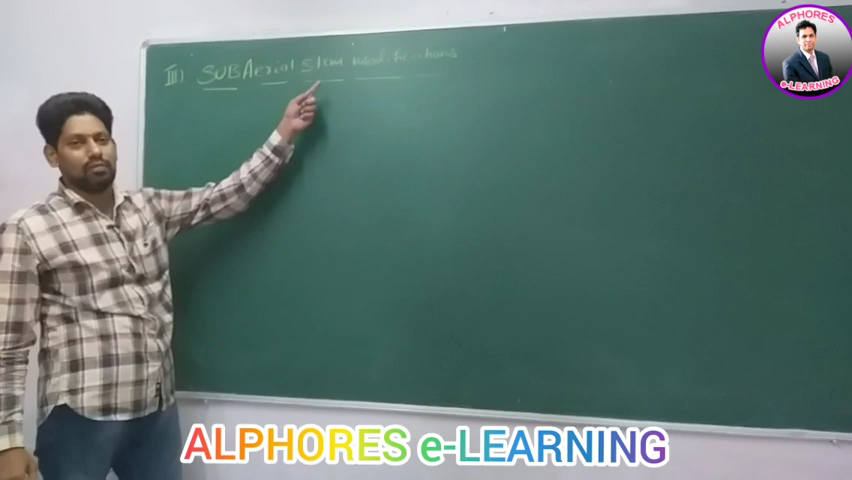 III) SUBAerial Stem modifications
ALPHORES
e-LEARNING
ALPHORES e-LEARNING